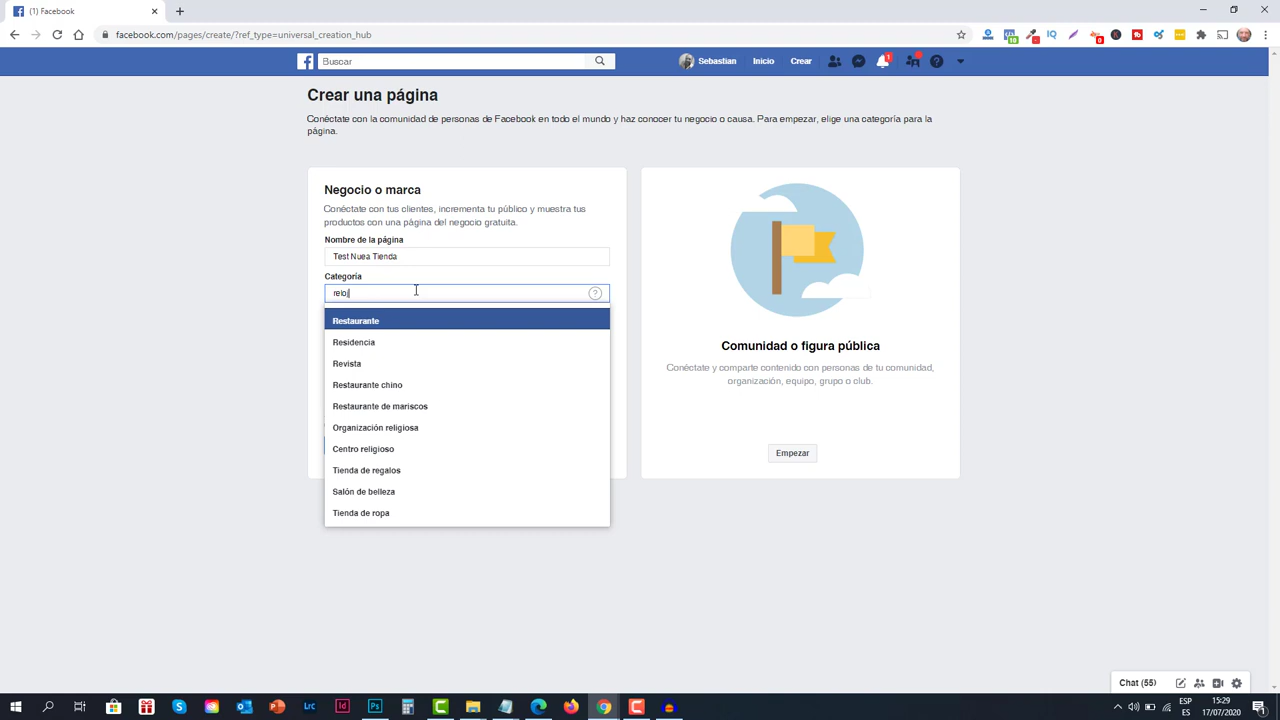 (1) Facebook
facebook.com/pages/create/?ref_type=universal_creation_hub
Buscar
Sebastian
Inicio
Crear
1
Crear una página
Conéctate con la comunidad de personas de Facebook en todo el mundo y haz conocer tu negocio o causa. Para empezar, elige una categoría para la
página.
Negocio o marca
Conéctate con tus clientes, incrementa tu público y muestra tus
productos con una página del negocio gratuita.
Nombre de la página
Test Nuea Tienda
Categoría
reloj
Restaurante
Residencia
Revista
Restaurante chino
Restaurante de mariscos
Organización religiosa
Centro religioso
Tienda de regalos
Salón de belleza
Tienda de ropa
Comunidad o figura pública
Conéctate y comparte contenido con personas de tu comunidad,
organización, equipo, grupo o club.
Empezar
Chat (55)
ESP
ES
15:29
17/07/2020